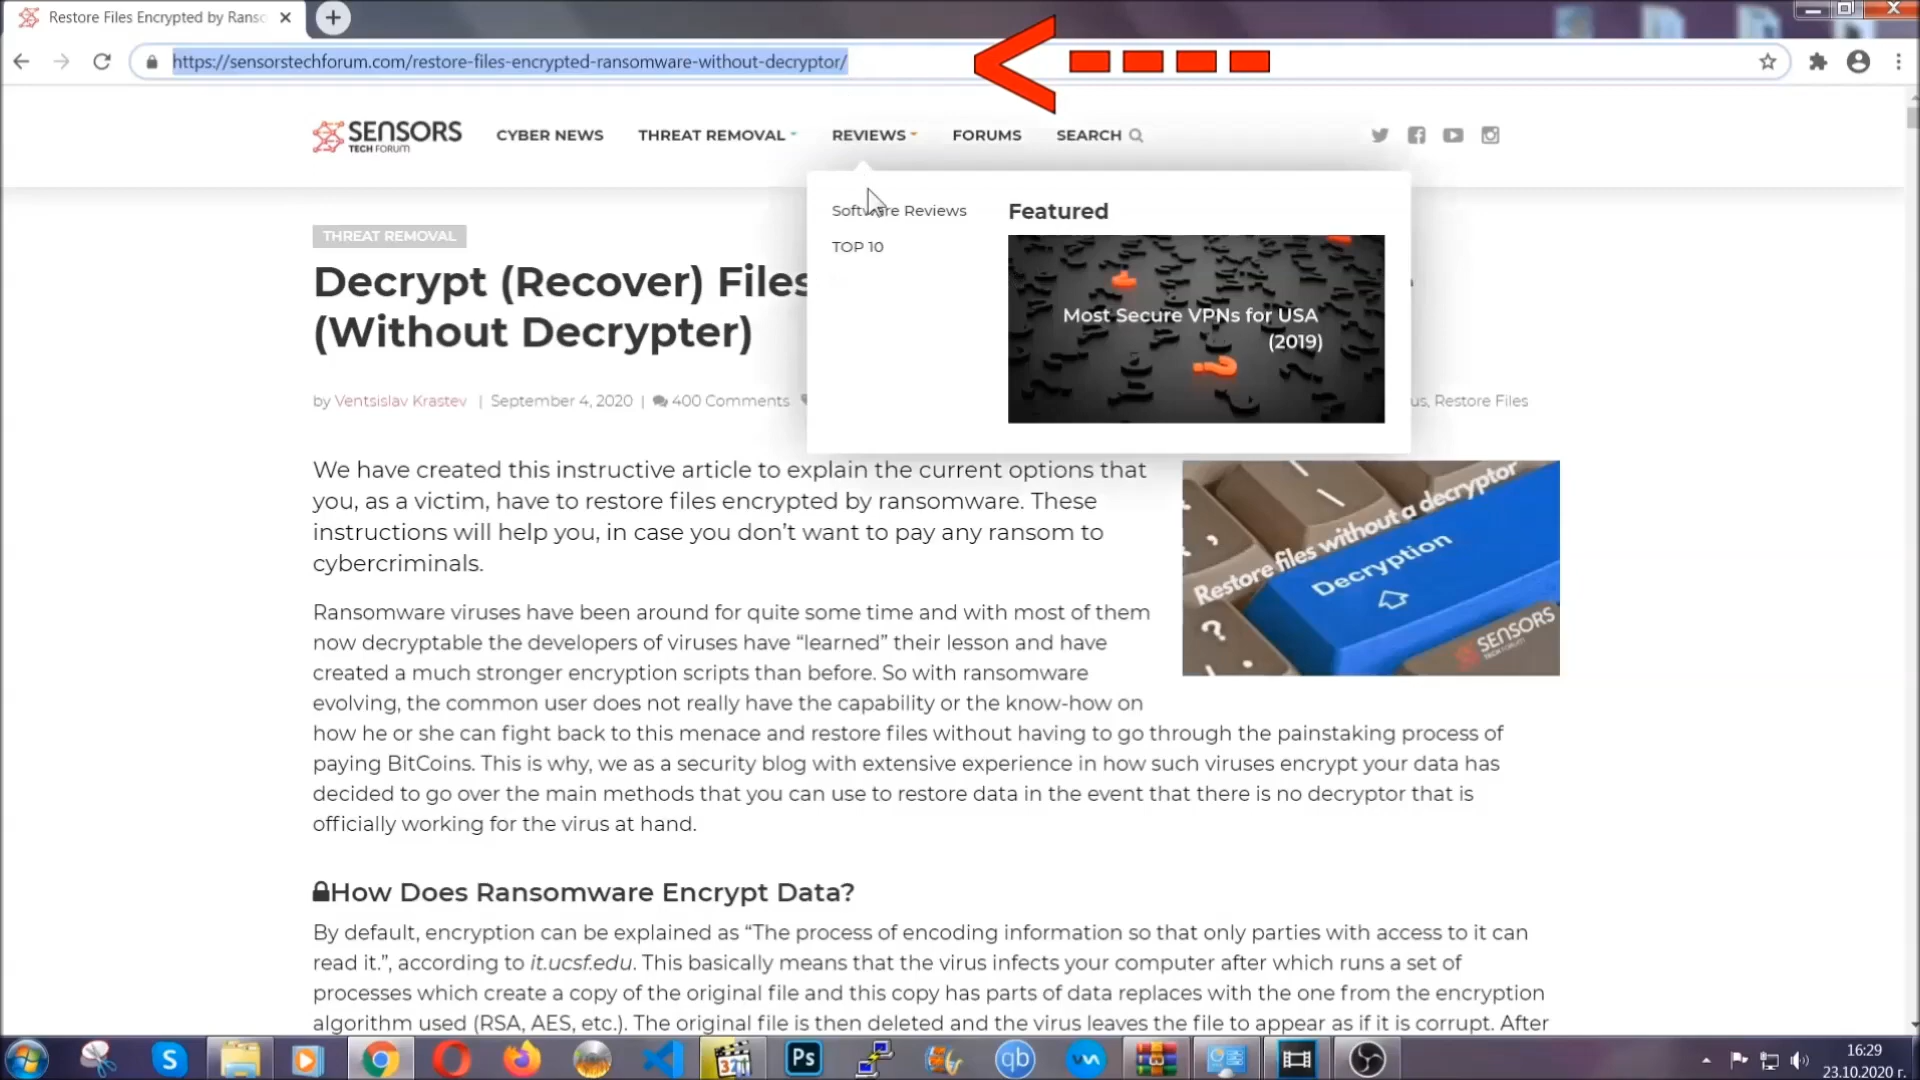 Restore Files Encrypted by Ranso
https://sensorstechforum.com/restore-files-encrypted-ransomware-without-decryptor/
SENSORS
TECH FORUM
CYBER NEWS
THREAT REMOVAL
REVIEWS
FORUMS
SEARCH
Software Reviews
TOP 10
Featured
Most Secure VPNs for USA
(2019)
THREAT REMOVAL
Decrypt (Recover) Files
(Without Decrypter)
by Ventsislav Krastev | September 4, 2020 | 400 Comments
us, Restore Files
We have created this instructive article to explain the current options that
you, as a victim, have to restore files encrypted by ransomware. These
instructions will help you, in case you don’t want to pay any ransom to
cybercriminals.
Restore files without a decryptor
Decryption
SENSORS
TECH FORUM
Ransomware viruses have been around for quite some time and with most of them
now decryptable the developers of viruses have “learned” their lesson and have
created a much stronger encryption scripts than before. So with ransomware
evolving, the common user does not really have the capability or the know-how on
how he or she can fight back to this menace and restore files without having to go through the painstaking process of
paying BitCoins. This is why, we as a security blog with extensive experience in how such viruses encrypt your data has
decided to go over the main methods that you can use to restore data in the event that there is no decryptor that is
officially working for the virus at hand.
How Does Ransomware Encrypt Data?
By default, encryption can be explained as “The process of encoding information so that only parties with access to it can
read it.”, according to it.ucsf.edu. This basically means that the virus infects your computer after which runs a set of
processes which create a copy of the original file and this copy has parts of data replaces with the one from the encryption
algorithm used (RSA, AES, etc.). The original file is then deleted and the virus leaves the file to appear as if it is corrupt. After
S
321
Ps
qb
16:29
23.10.2020 г.